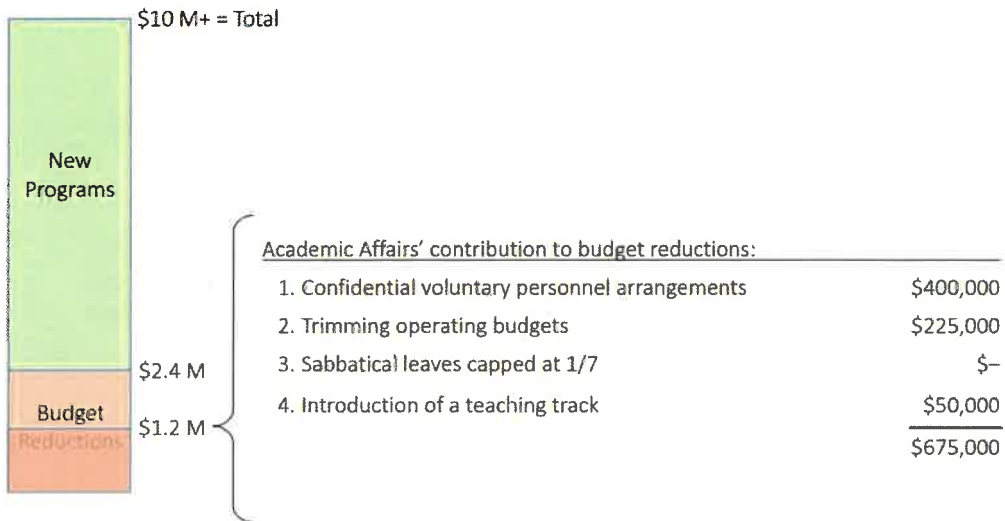 $10 M+ = Total
New
Programs
Academic Affairs' contribution to budget reductions:
1. Confidential voluntary personnel arrangements $400,000
2. Trimming operating budgets $225,000
3. Sabbatical leaves capped at 1/7 $–
4. Introduction of a teaching track $50,000
$675,000
$2.4 M
Budget
$1.2 M
Reductions